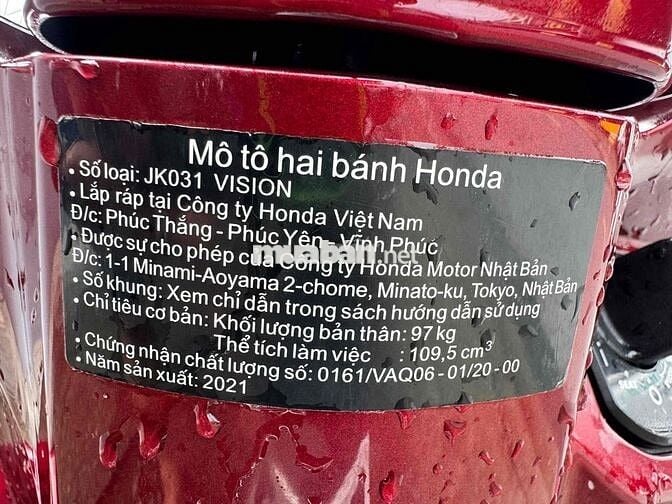 Mô tô hai bánh Honda
• Số loại: JK031 VISION
• Lắp ráp tại Công ty Honda Việt Nam
Đ/c: Phúc Thắng - Phúc Yên - Vĩnh Phúc
• Được sự cho phép của Công ty Honda Motor Nhật Bản
Đ/c: 1-1 Minami-Aoyama 2-chome, Minato-ku, Tokyo, Nhật Bản
• Số khung: Xem chỉ dẫn trong sách hướng dẫn sử dụng
• Chỉ tiêu cơ bản: Khối lượng bản thân: 97 kg
Thể tích làm việc : 109,5 cm³
• Chứng nhận chất lượng số: 0161/VAQ06 - 01/20 - 00
• Năm sản xuất: 2021
muaban.net
SEAT